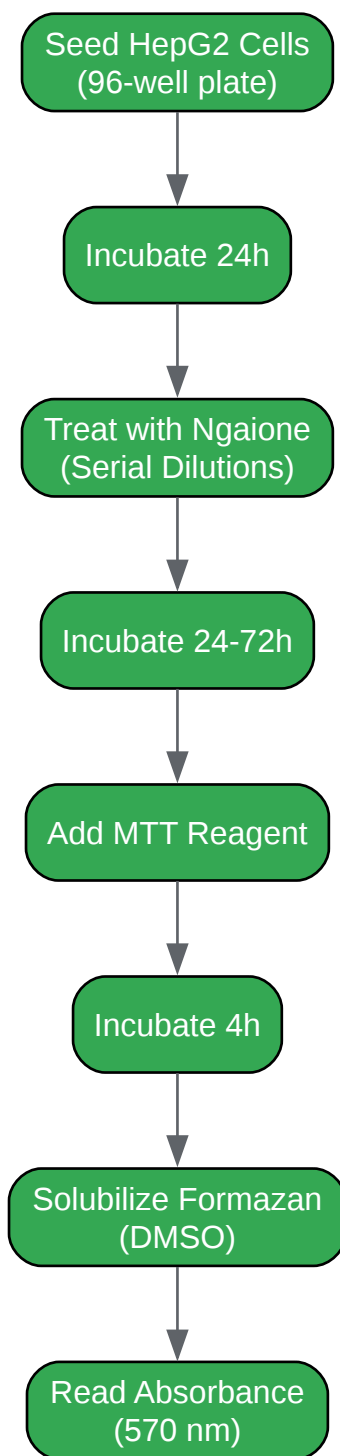 Seed HepG2 Cells
(96-well plate)
Incubate 24h
Treat with Ngaione
(Serial Dilutions)
Incubate 24-72h
Add MTT Reagent
Incubate 4h
Solubilize Formazan
(DMSO)
Read Absorbance
(570 nm)